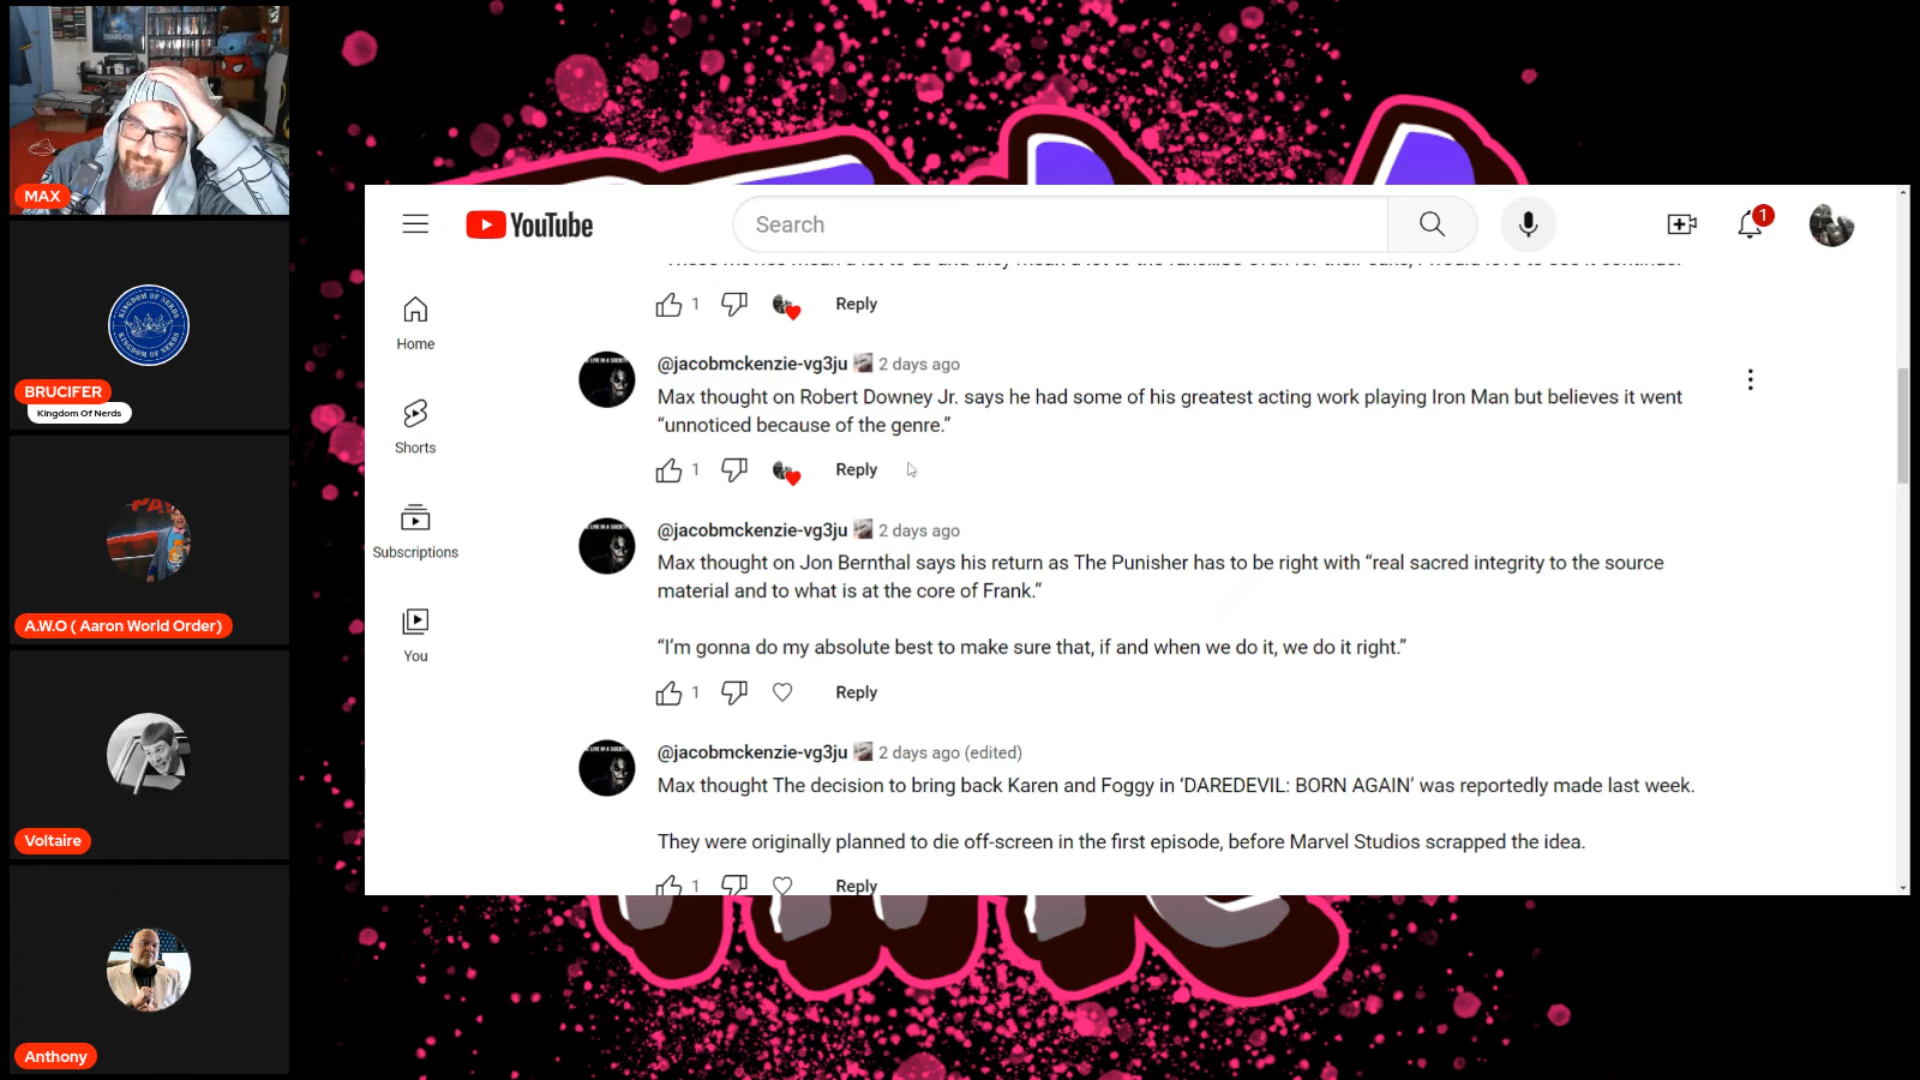 MAX
KINGDOM OF NERDS
KINGDOM OF NERDS
BRUCIFER
Kingdom Of Nerds
A.W.O ( Aaron World Order)
Voltaire
Anthony
YouTube
Search
1
Home
Shorts
Subscriptions
You
1
Reply
@jacobmckenzie-vg3ju 2 days ago
Max thought on Robert Downey Jr. says he had some of his greatest acting work playing Iron Man but believes it went
“unnoticed because of the genre.”
1
Reply
@jacobmckenzie-vg3ju 2 days ago
Max thought on Jon Bernthal says his return as The Punisher has to be right with “real sacred integrity to the source
material and to what is at the core of Frank.”
“I’m gonna do my absolute best to make sure that, if and when we do it, we do it right.”
1
Reply
@jacobmckenzie-vg3ju 2 days ago (edited)
Max thought The decision to bring back Karen and Foggy in ‘DAREDEVIL: BORN AGAIN’ was reportedly made last week.
They were originally planned to die off-screen in the first episode, before Marvel Studios scrapped the idea.
1
Reply